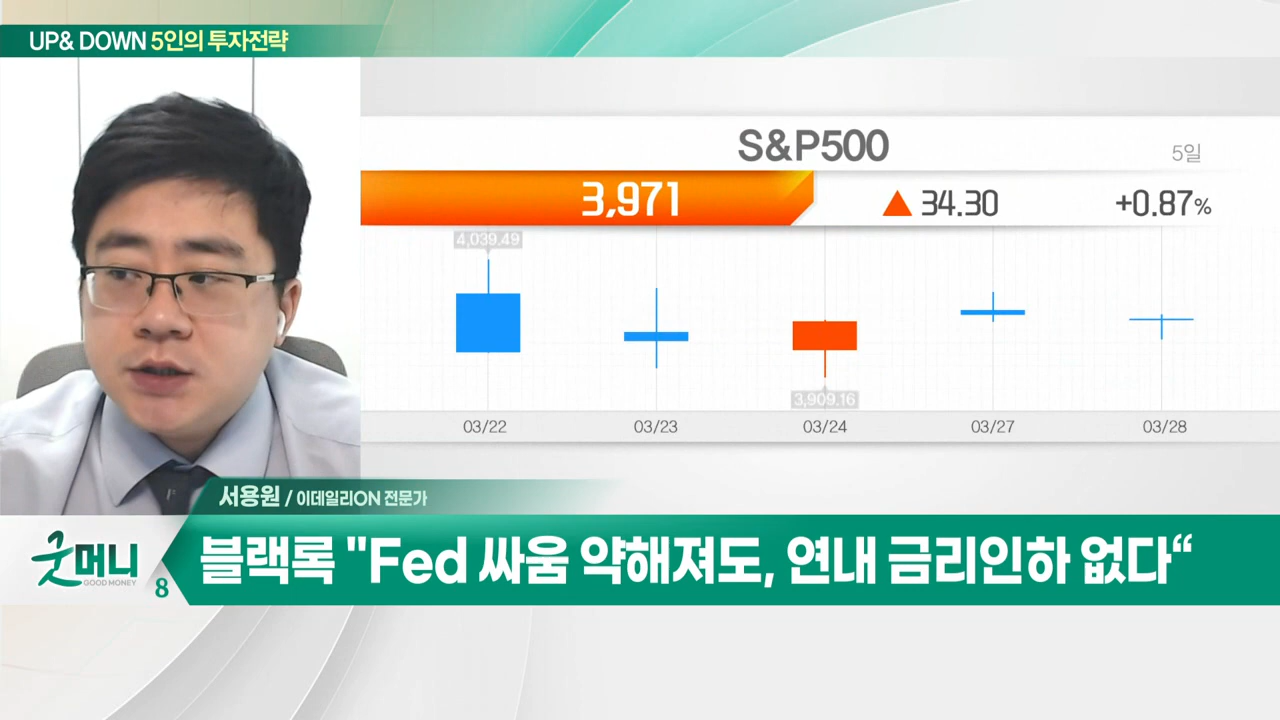 UP& DOWN 5인의 투자전략
S&P500
5일
3,971
▲ 34.30
+0.87%
4,039.49
3,909.16
03/22
03/23
03/24
03/27
03/28
서용원 / 이데일리ON 전문가
굿머니
GOOD MONEY
8
블랙록 "Fed 싸움 약해져도, 연내 금리인하 없다“